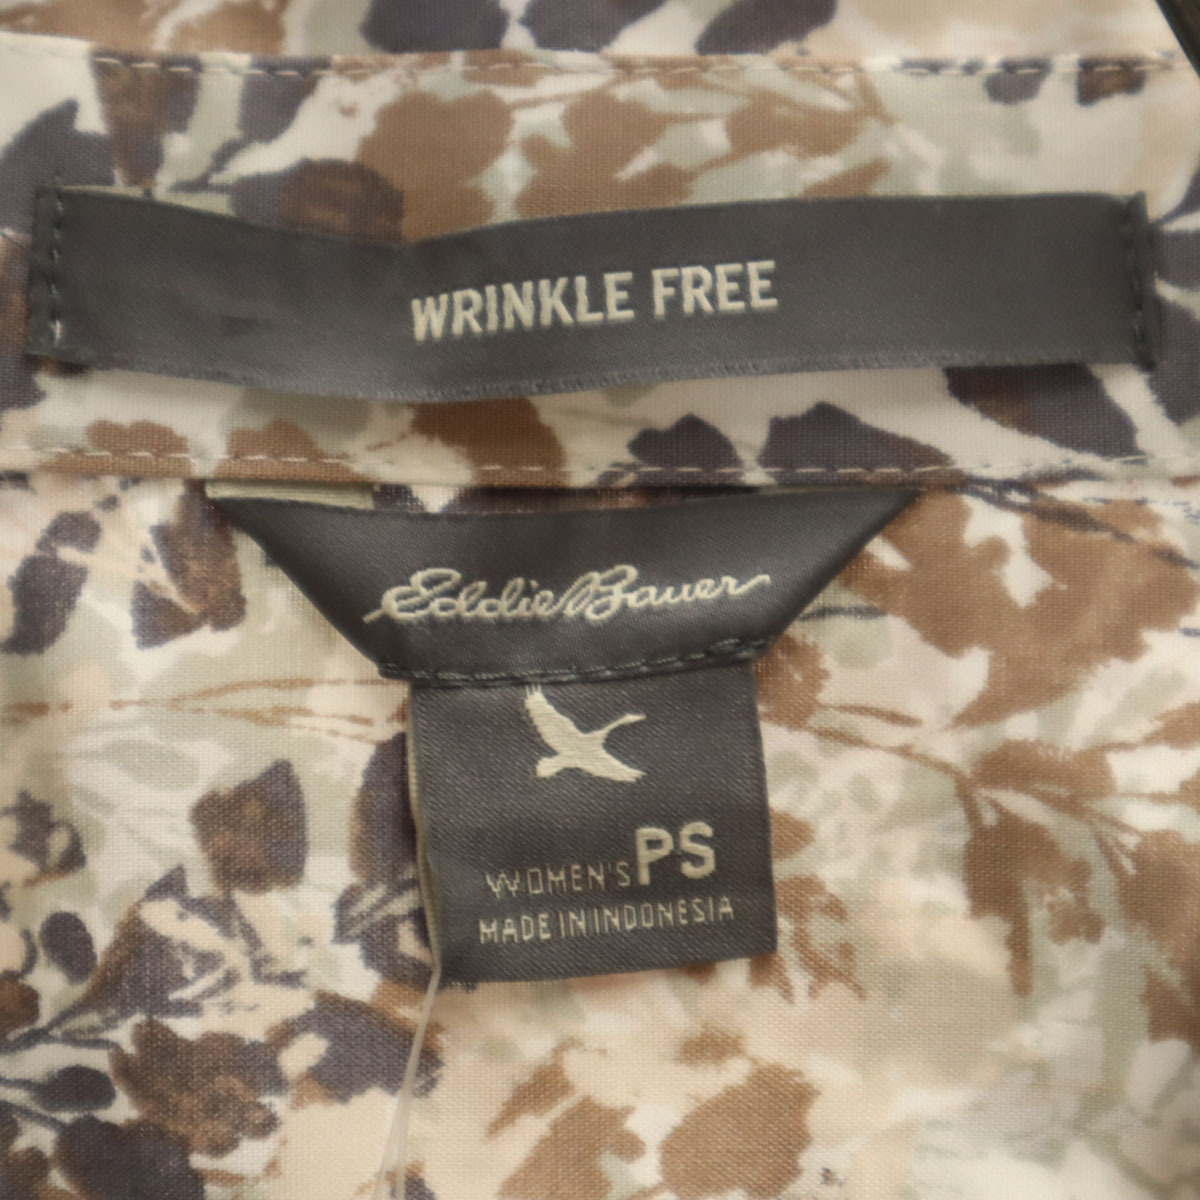 WRINKLE FREE
Eddie Bauer
WOMEN'S PS
MADE IN INDONESIA